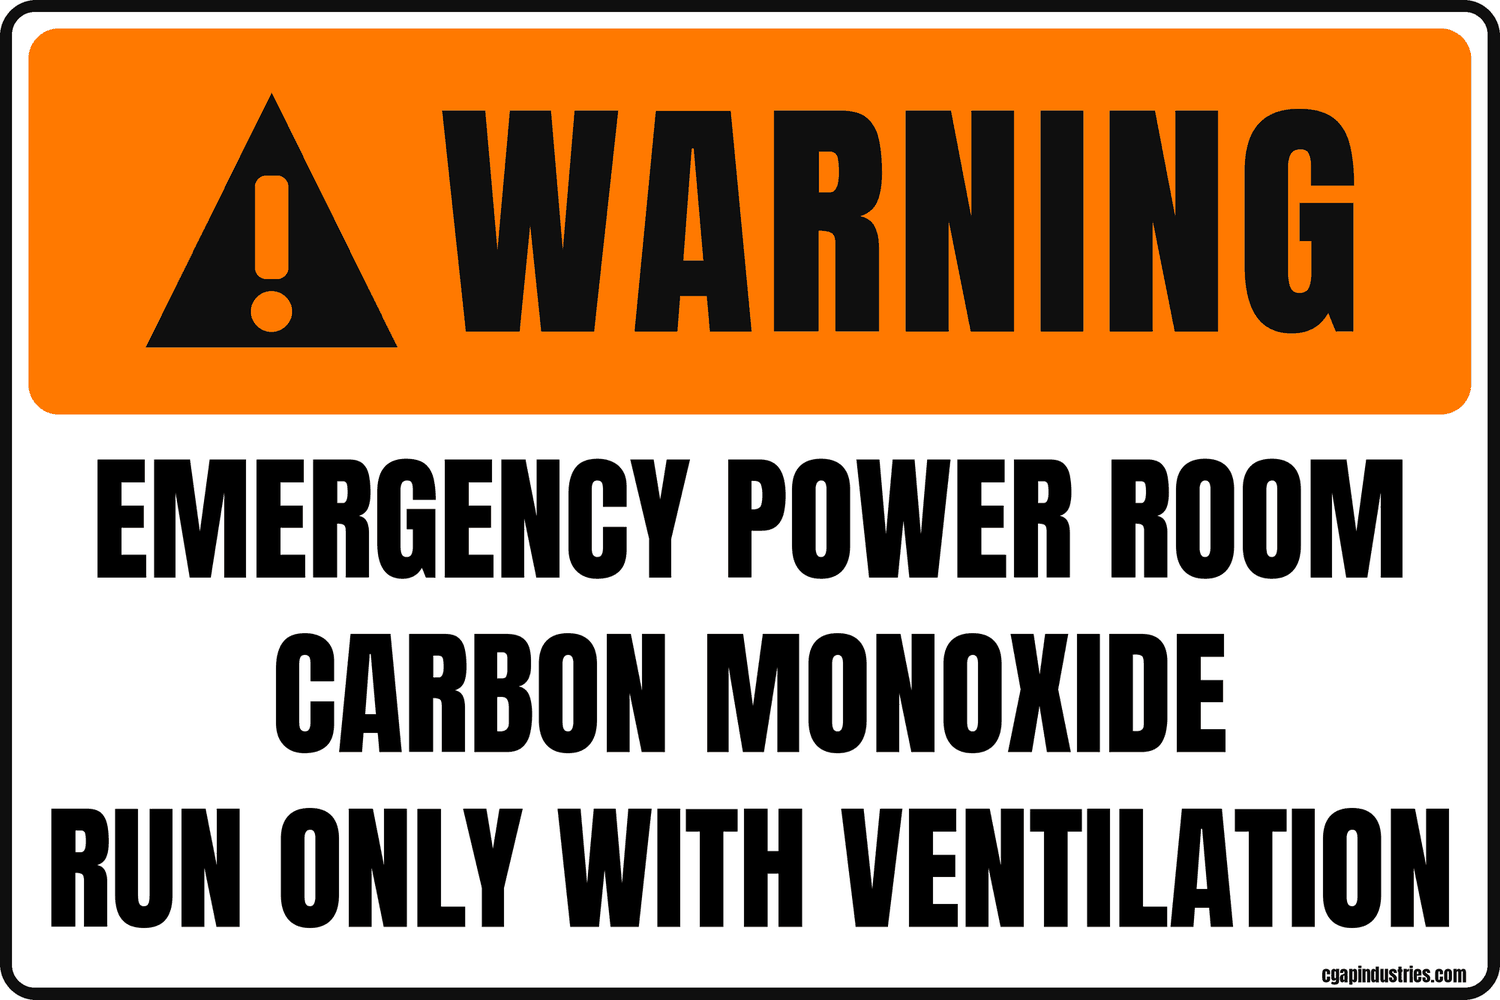 WARNING
EMERGENCY POWER ROOM
CARBON MONOXIDE
RUN ONLY WITH VENTILATION
cgapindustries.com